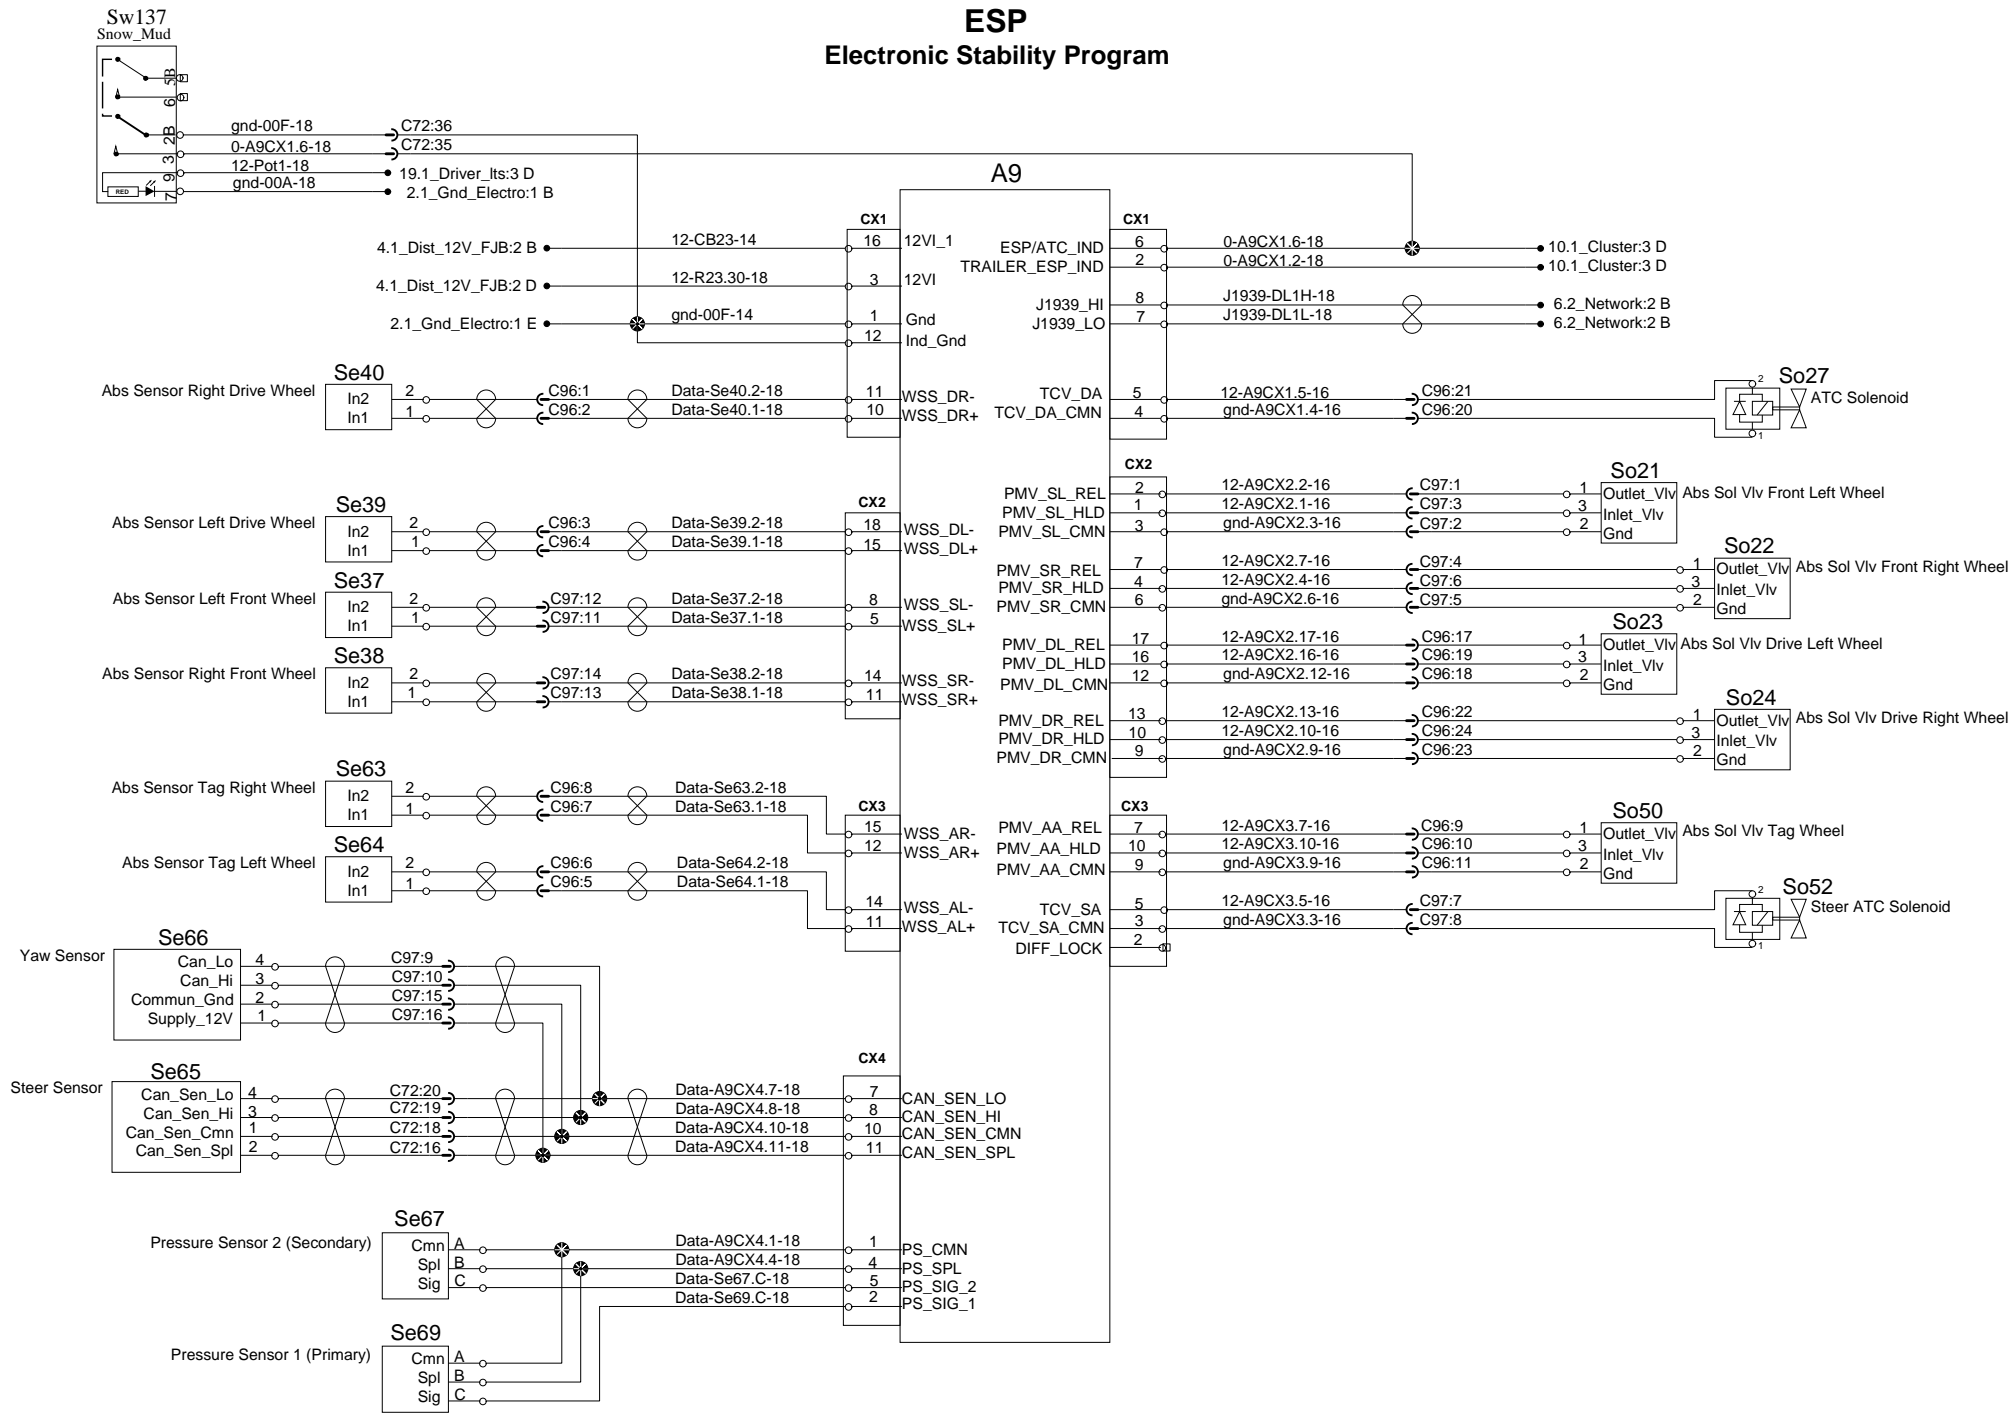 ESP
Electronic Stability Program
Sw137
Snow_Mud
5B
6
2B
3
9
7
RED
gnd-00F-18
C72:36
0-A9CX1.6-18
C72:35
12-Pot1-18
19.1_Driver_lts:3 D
gnd-00A-18
2.1_Gnd_Electro:1 B
A9
CX1
4.1_Dist_12V_FJB:2 B 12-CB23-14 16 12VI_1
4.1_Dist_12V_FJB:2 D 12-R23.30-18 3 12VI
2.1_Gnd_Electro:1 E gnd-00F-14 1 Gnd
12 Ind_Gnd
Se40
Abs Sensor Right Drive Wheel
In2 2 C96:1 Data-Se40.2-18 11 WSS_DR-
In1 1 C96:2 Data-Se40.1-18 10 WSS_DR+
CX2
Se39
Abs Sensor Left Drive Wheel
In2 2 C96:3 Data-Se39.2-18 18 WSS_DL-
In1 1 C96:4 Data-Se39.1-18 15 WSS_DL+
Se37
Abs Sensor Left Front Wheel
In2 2 C97:12 Data-Se37.2-18 8 WSS_SL-
In1 1 C97:11 Data-Se37.1-18 5 WSS_SL+
Se38
Abs Sensor Right Front Wheel
In2 2 C97:14 Data-Se38.2-18 14 WSS_SR-
In1 1 C97:13 Data-Se38.1-18 11 WSS_SR+
Se63
Abs Sensor Tag Right Wheel
In2 2 C96:8 Data-Se63.2-18
In1 1 C96:7 Data-Se63.1-18
CX3
15 WSS_AR-
12 WSS_AR+
Se64
Abs Sensor Tag Left Wheel
In2 2 C96:6 Data-Se64.2-18
In1 1 C96:5 Data-Se64.1-18
14 WSS_AL-
11 WSS_AL+
Se66
Yaw Sensor
Can_Lo 4 C97:9
Can_Hi 3 C97:10
Commun_Gnd 2 C97:15
Supply_12V 1 C97:16
CX4
Se65
Steer Sensor
Can_Sen_Lo 4 C72:20 Data-A9CX4.7-18 7 CAN_SEN_LO
Can_Sen_Hi 3 C72:19 Data-A9CX4.8-18 8 CAN_SEN_HI
Can_Sen_Cmn 1 C72:18 Data-A9CX4.10-18 10 CAN_SEN_CMN
Can_Sen_Spl 2 C72:16 Data-A9CX4.11-18 11 CAN_SEN_SPL
Se67
Pressure Sensor 2 (Secondary)
Cmn A Data-A9CX4.1-18 1 PS_CMN
Spl B Data-A9CX4.4-18 4 PS_SPL
Sig C Data-Se67.C-18 5 PS_SIG_2
Data-Se69.C-18 2 PS_SIG_1
Se69
Pressure Sensor 1 (Primary)
Cmn A
Spl B
Sig C
CX1
ESP/ATC_IND 6 0-A9CX1.6-18 10.1_Cluster:3 D
TRAILER_ESP_IND 2 0-A9CX1.2-18 10.1_Cluster:3 D
J1939_HI 8 J1939-DL1H-18 6.2_Network:2 B
J1939_LO 7 J1939-DL1L-18 6.2_Network:2 B
So27
ATC Solenoid
TCV_DA 5 12-A9CX1.5-16 C96:21 2
TCV_DA_CMN 4 gnd-A9CX1.4-16 C96:20 1
CX2
So21
PMV_SL_REL 2 12-A9CX2.2-16 C97:1 1 Outlet_Vlv Abs Sol Vlv Front Left Wheel
PMV_SL_HLD 1 12-A9CX2.1-16 C97:3 3 Inlet_Vlv
PMV_SL_CMN 3 gnd-A9CX2.3-16 C97:2 2 Gnd
So22
PMV_SR_REL 7 12-A9CX2.7-16 C97:4 1 Outlet_Vlv Abs Sol Vlv Front Right Wheel
PMV_SR_HLD 4 12-A9CX2.4-16 C97:6 3 Inlet_Vlv
PMV_SR_CMN 6 gnd-A9CX2.6-16 C97:5 2 Gnd
So23
PMV_DL_REL 17 12-A9CX2.17-16 C96:17 1 Outlet_Vlv Abs Sol Vlv Drive Left Wheel
PMV_DL_HLD 16 12-A9CX2.16-16 C96:19 3 Inlet_Vlv
PMV_DL_CMN 12 gnd-A9CX2.12-16 C96:18 2 Gnd
So24
PMV_DR_REL 13 12-A9CX2.13-16 C96:22 1 Outlet_Vlv Abs Sol Vlv Drive Right Wheel
PMV_DR_HLD 10 12-A9CX2.10-16 C96:24 3 Inlet_Vlv
PMV_DR_CMN 9 gnd-A9CX2.9-16 C96:23 2 Gnd
CX3
So50
PMV_AA_REL 7 12-A9CX3.7-16 C96:9 1 Outlet_Vlv Abs Sol Vlv Tag Wheel
PMV_AA_HLD 10 12-A9CX3.10-16 C96:10 3 Inlet_Vlv
PMV_AA_CMN 9 gnd-A9CX3.9-16 C96:11 2 Gnd
So52
Steer ATC Solenoid
TCV_SA 5 12-A9CX3.5-16 C97:7 2
TCV_SA_CMN 3 gnd-A9CX3.3-16 C97:8 1
DIFF_LOCK 2